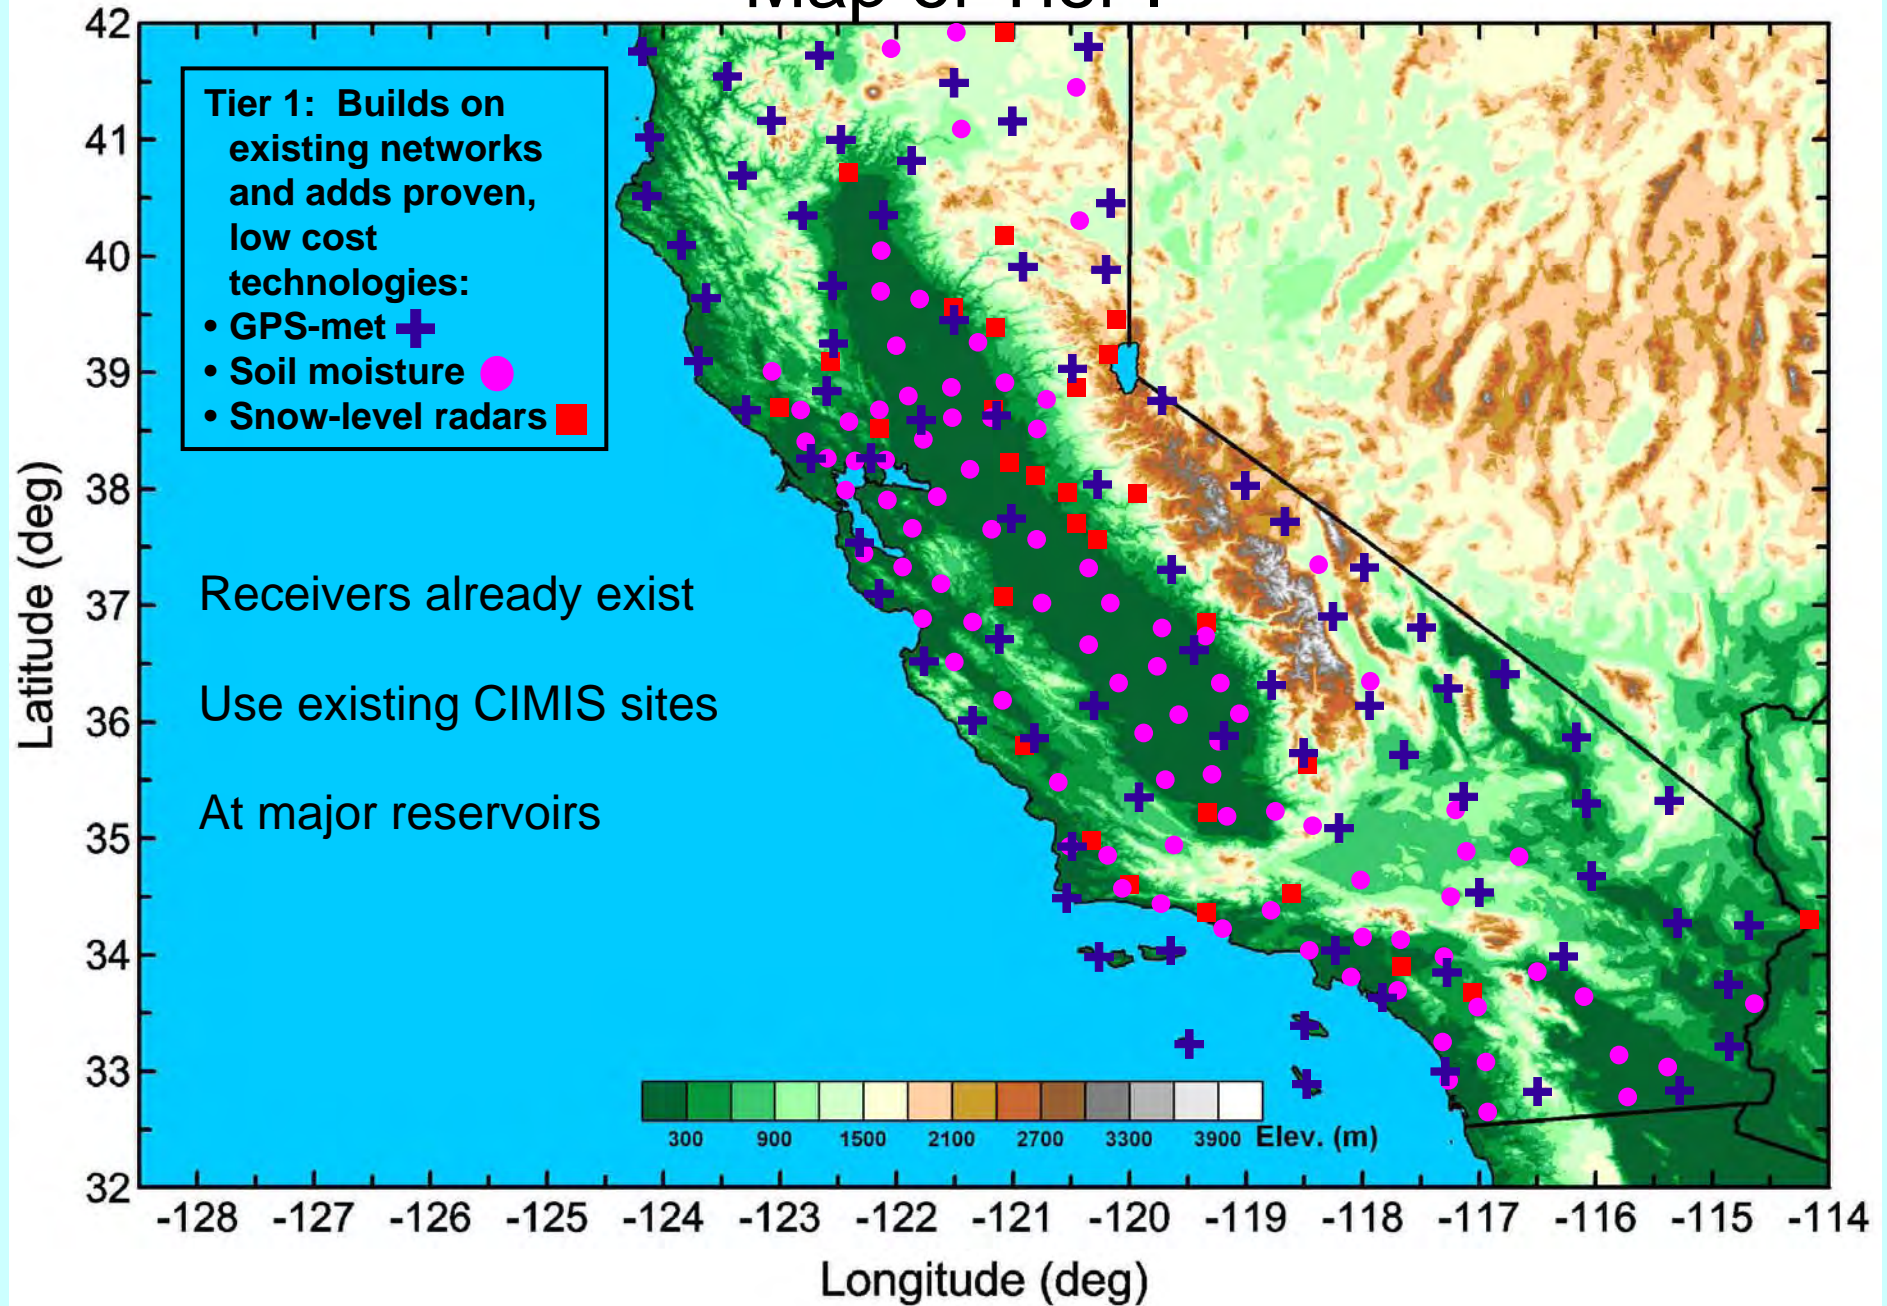 Map of Tier I
Tier 1: Builds on
existing networks
and adds proven,
low cost
technologies:
• GPS-met
• Soil moisture
• Snow-level radars
Receivers already exist
Use existing CIMIS sites
At major reservoirs
42
41
40
39
38
37
36
35
34
33
32
Latitude (deg)
300 900 1500 2100 2700 3300 3900 Elev. (m)
-128 -127 -126 -125 -124 -123 -122 -121 -120 -119 -118 -117 -116 -115 -114
Longitude (deg)